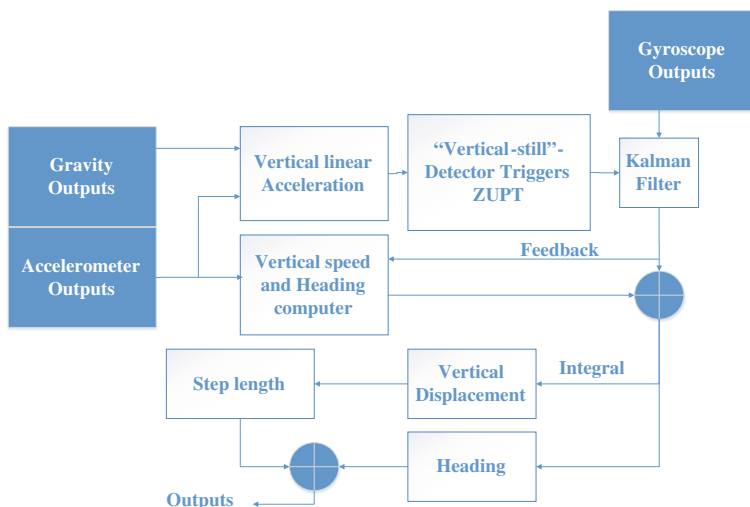 Gyroscope
Outputs
Gravity
Outputs
Vertical linear
Acceleration
“Vertical-still”-
Detector Triggers
ZUPT
Kalman
Filter
Accelerometer
Outputs
Vertical speed
and Heading
computer
Feedback
Step length
Vertical
Displacement
Integral
Heading
Outputs